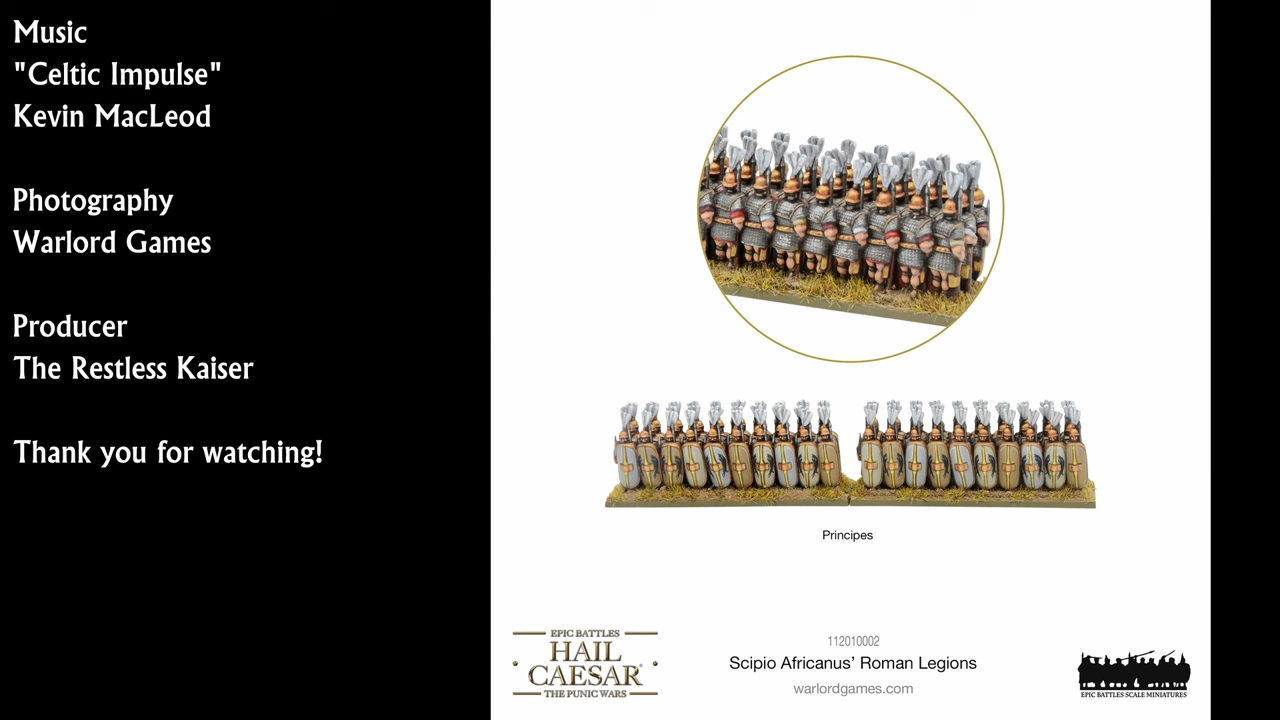 Music
"Celtic Impulse"
Kevin MacLeod
Photography
Warlord Games
Producer
The Restless Kaiser
Thank you for watching!
Principes
EPIC BATTLES
HAIL
CAESAR
THE PUNIC WARS
112010002
Scipio Africanus’ Roman Legions
warlordgames.com
EPIC BATTLES SCALE MINIATURES